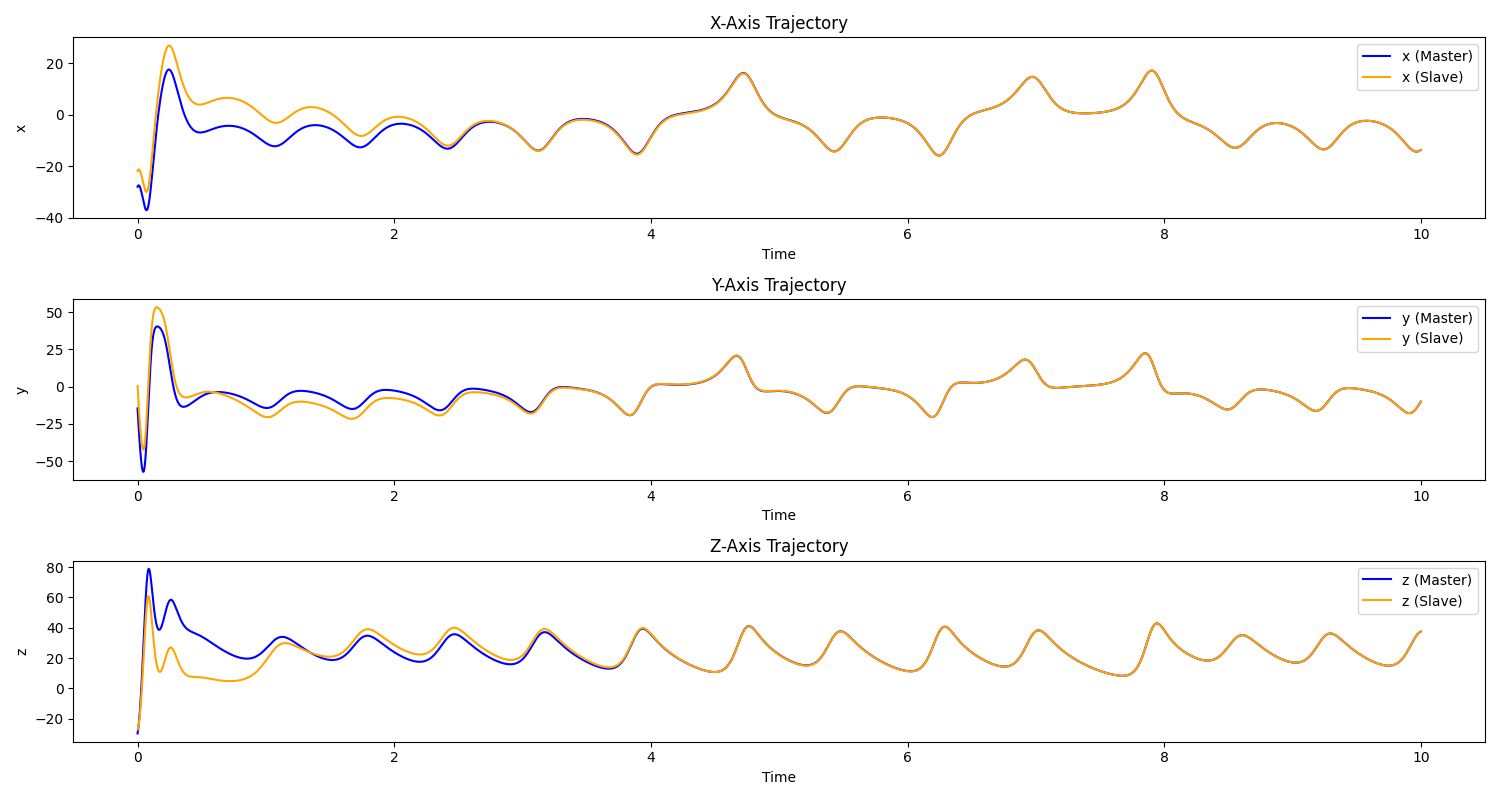 X-Axis Trajectory
20
0
−20
−40
x
x (Master)
x (Slave)
0 2 4 6 8 10
Time
Y-Axis Trajectory
50
25
0
−25
−50
y
y (Master)
y (Slave)
0 2 4 6 8 10
Time
Z-Axis Trajectory
80
60
40
20
0
−20
z
z (Master)
z (Slave)
0 2 4 6 8 10
Time